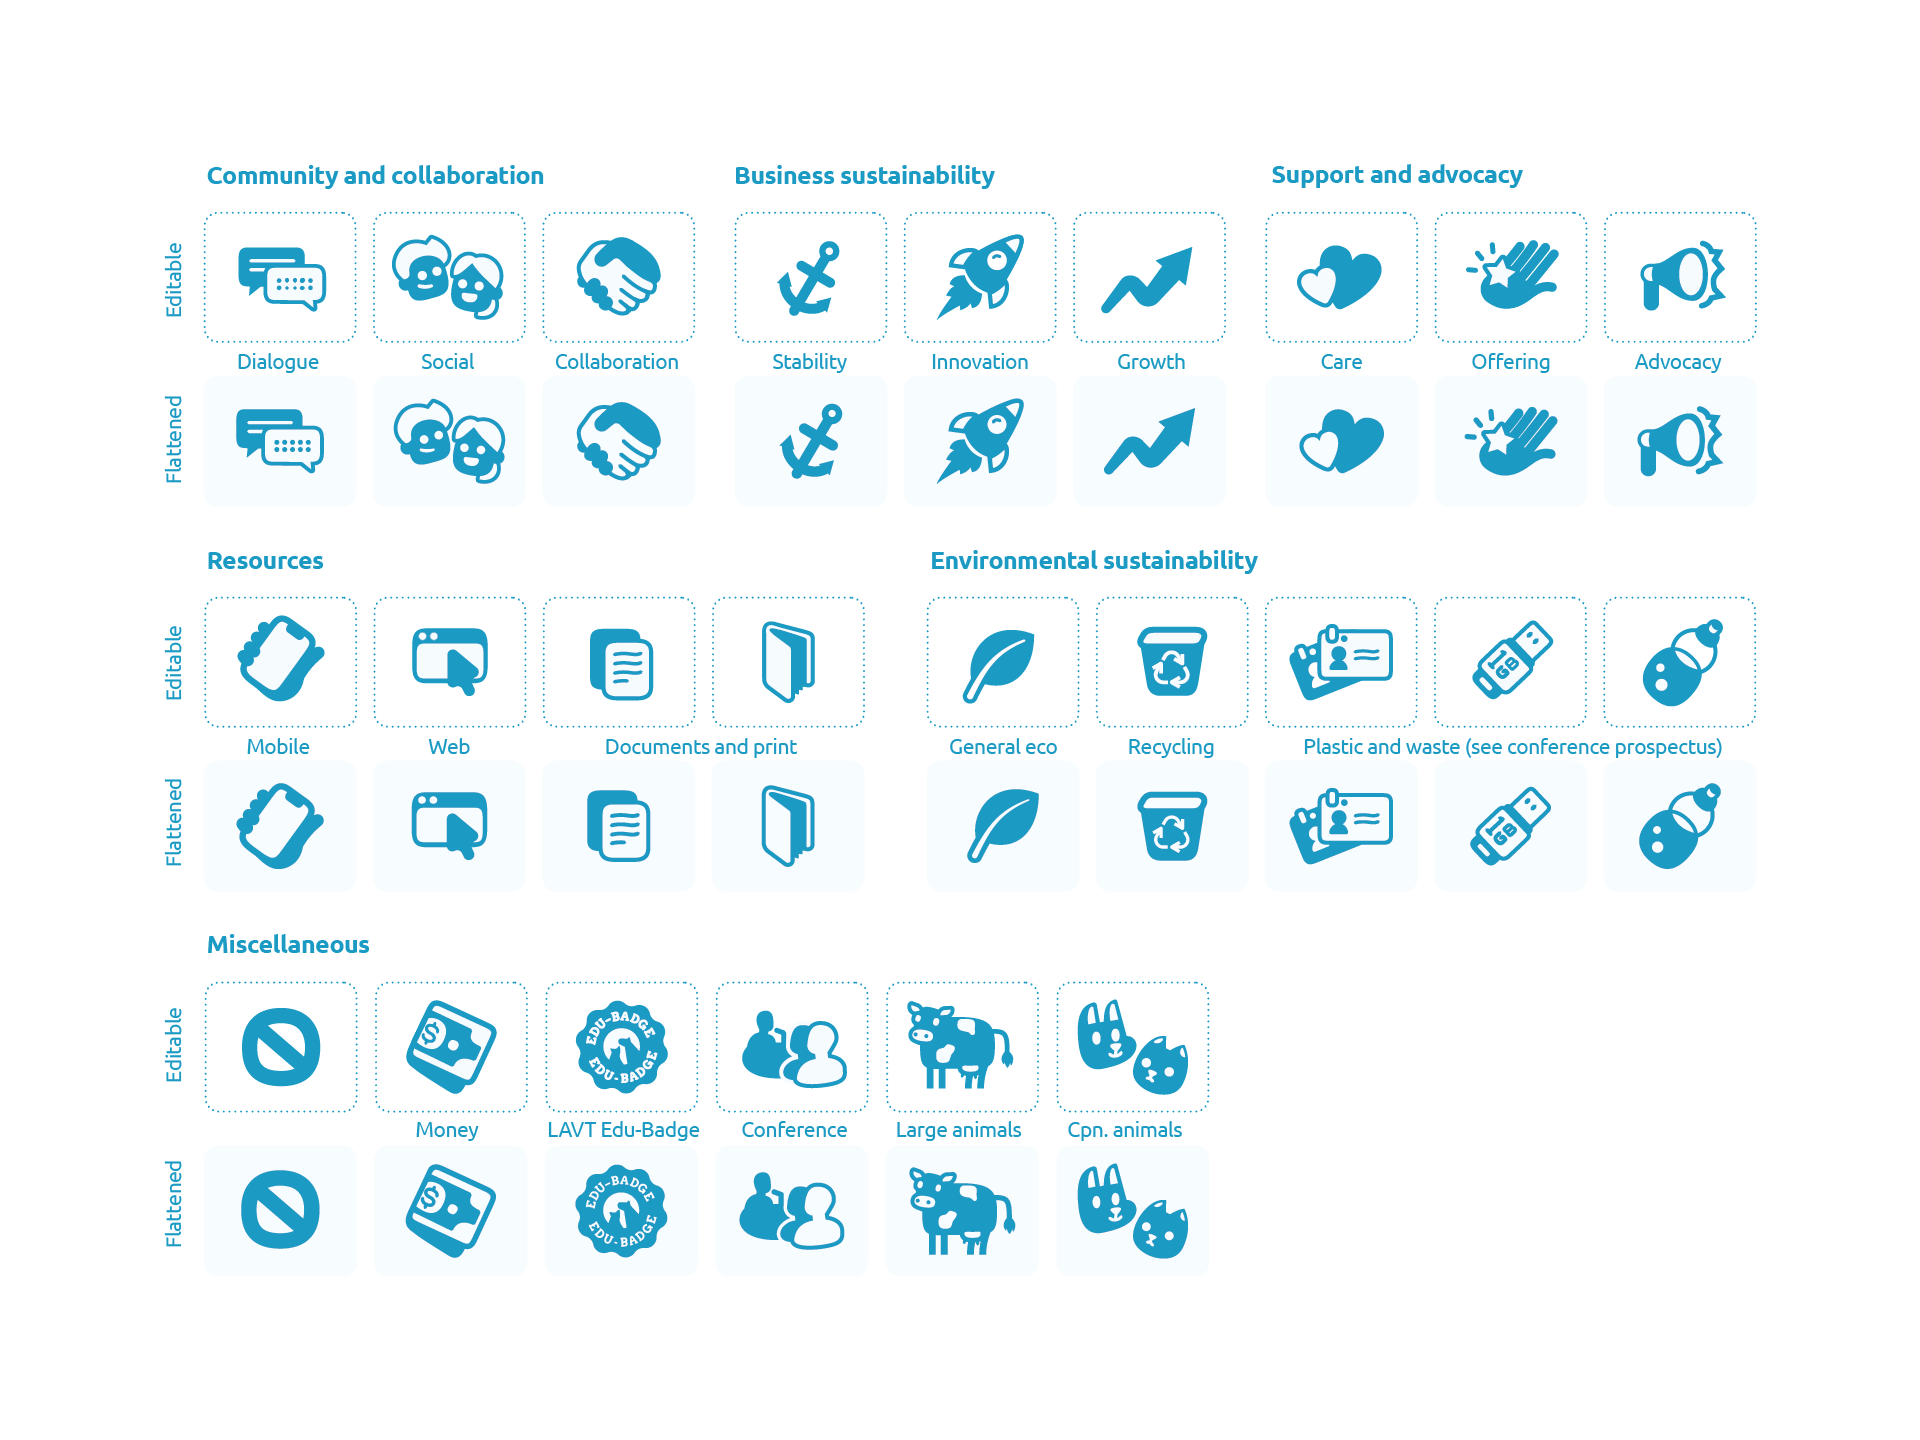 Community and collaboration
Business sustainability
Support and advocacy
Editable
Dialogue
Social
Collaboration
Stability
Innovation
Growth
Care
Offering
Advocacy
Flattened
Resources
Environmental sustainability
Editable
1GB
Mobile
Web
Documents and print
General eco
Recycling
Plastic and waste (see conference prospectus)
Flattened
1GB
Miscellaneous
Editable
$
EDU-BADGE
EDU-BADGE
Money
LAVT Edu-Badge
Conference
Large animals
Cpn. animals
Flattened
$
EDU-BADGE
EDU-BADGE